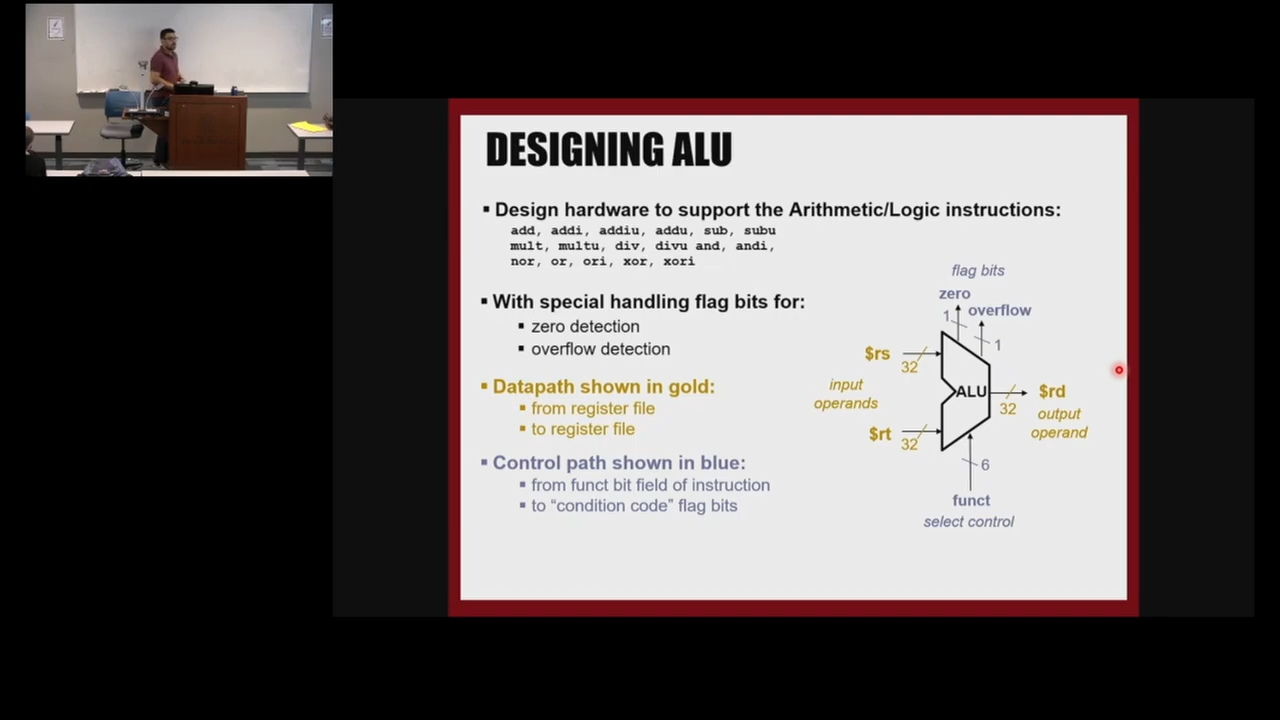 DESIGNING ALU
▪ Design hardware to support the Arithmetic/Logic instructions:
add, addi, addiu, addu, sub, subu
mult, multu, div, divu and, andi,
nor, or, ori, xor, xori
▪ With special handling flag bits for:
▪ zero detection
▪ overflow detection
▪ Datapath shown in gold:
▪ from register file
▪ to register file
▪ Control path shown in blue:
▪ from funct bit field of instruction
▪ to “condition code” flag bits
flag bits
zero
overflow
1
1
$rs
32
input
operands
ALU
$rd
32
output
operand
$rt
32
6
funct
select control